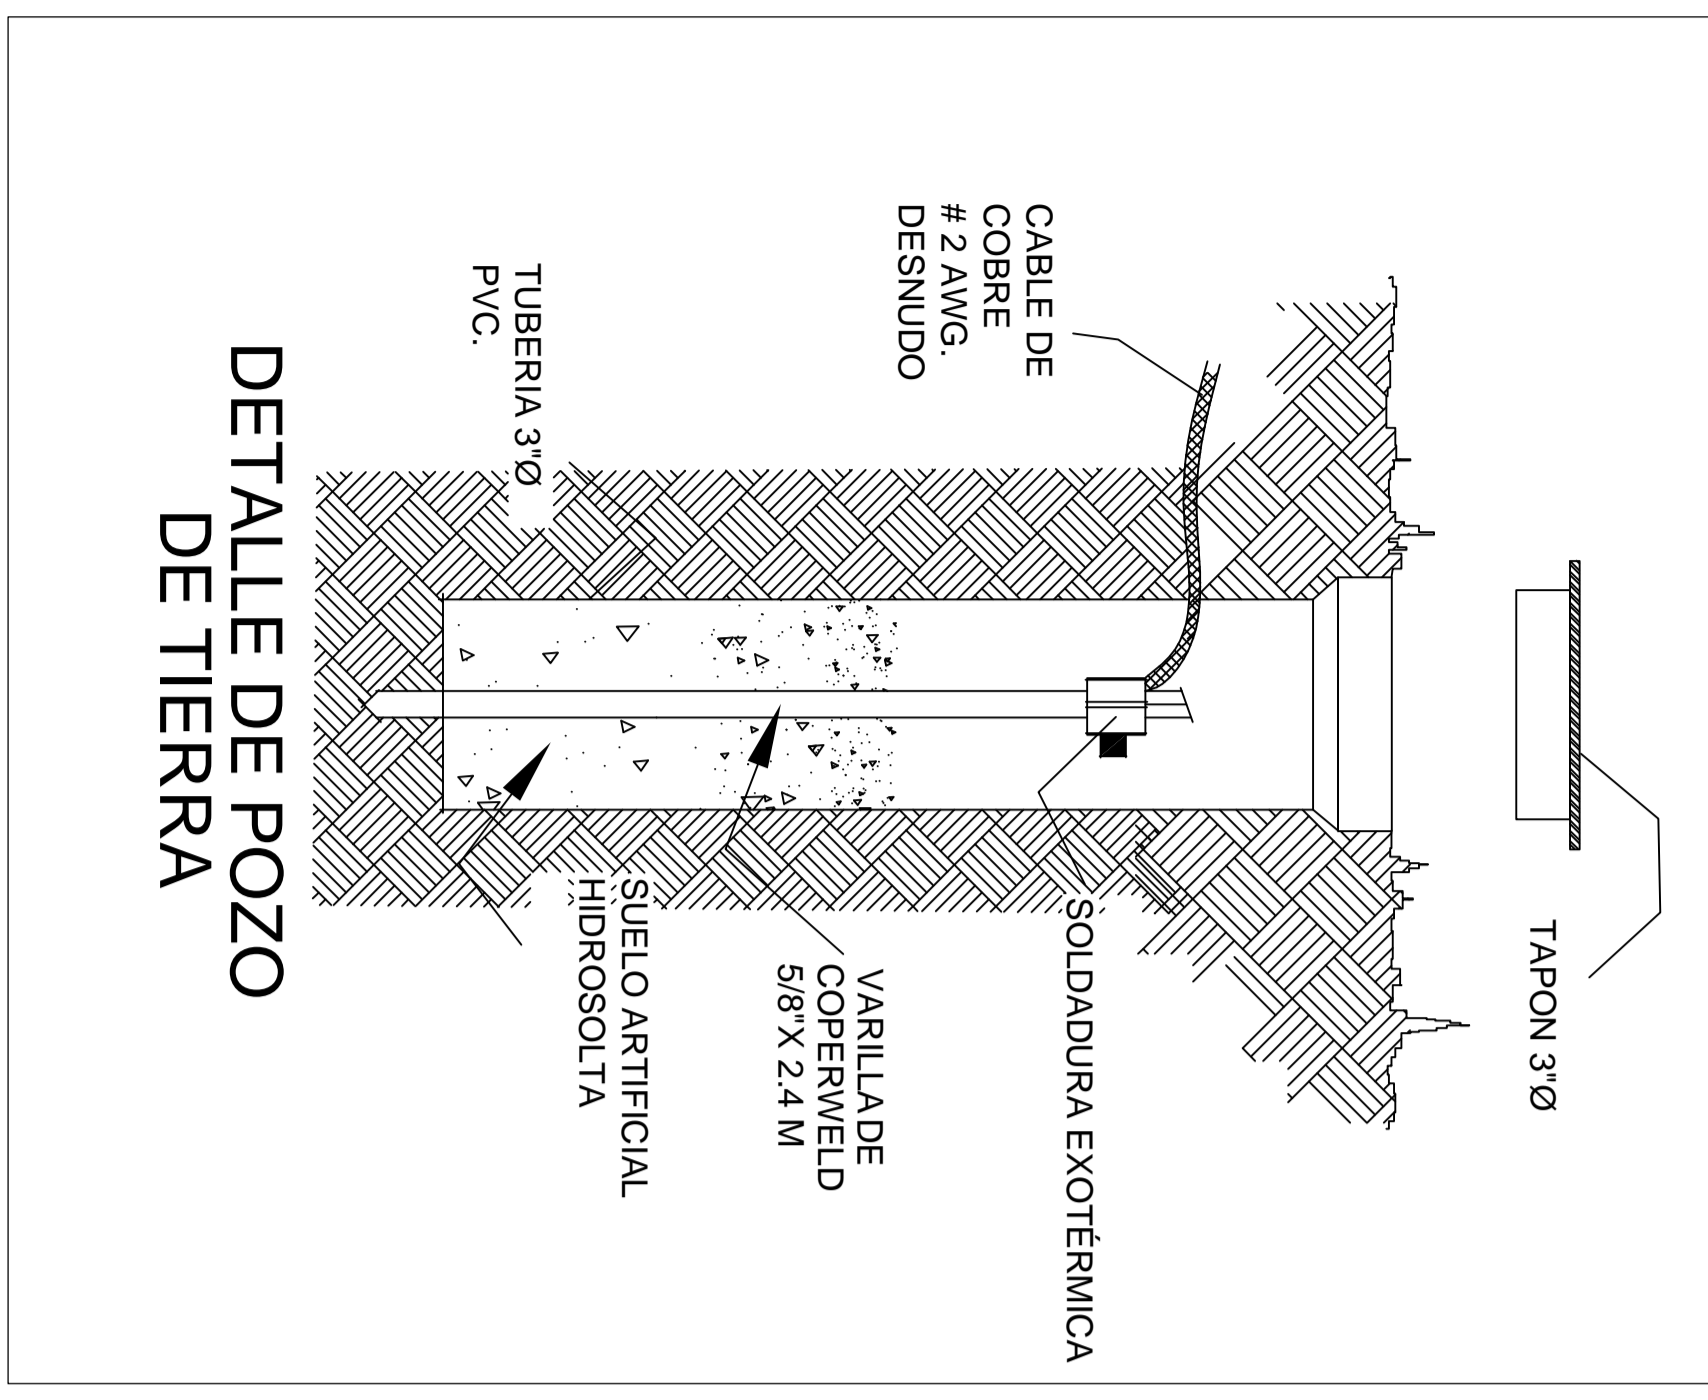 TAPON 3"Ø
CABLE DE
COBRE
# 2 AWG.
DESNUDO
SOLDADURA EXOTÉRMICA
VARILLA DE
COPERWELD
5/8"X 2.4 M
SUELO ARTIFICIAL
HIDROSOLTA
TUBERIA 3"Ø
PVC.
DETALLE DE POZO
DE TIERRA